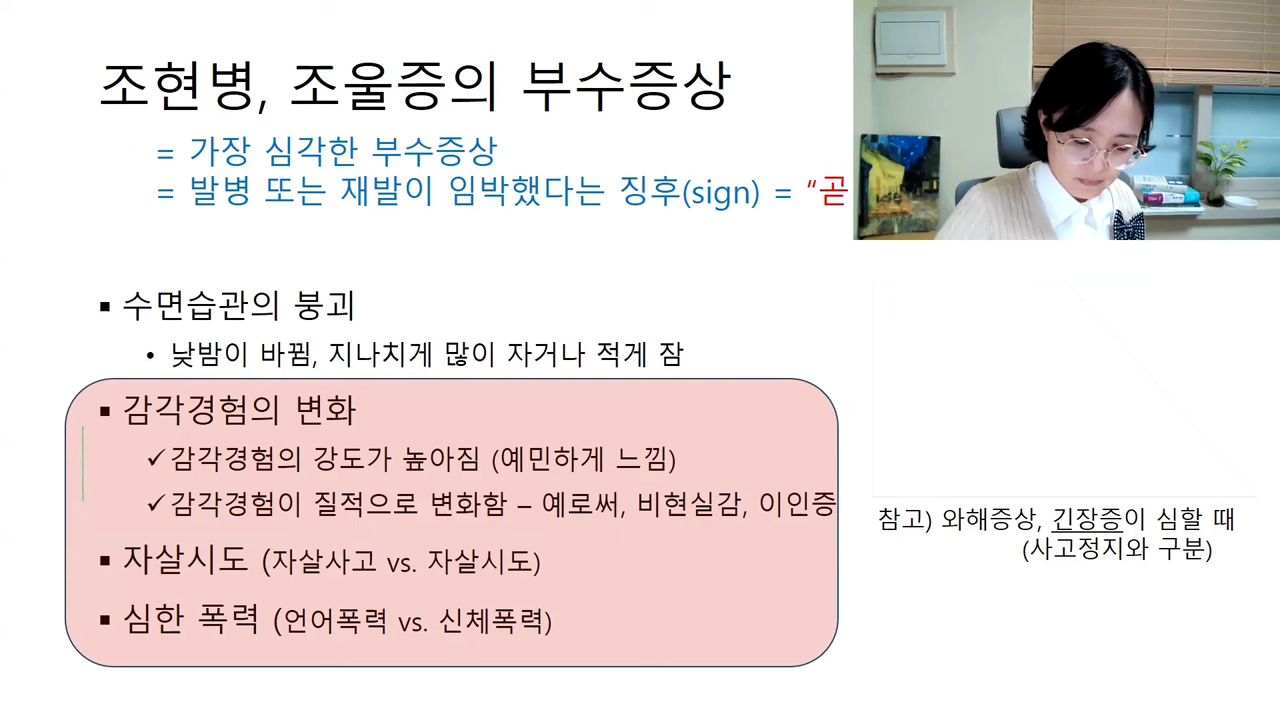 조현병, 조울증의 부수증상
= 가장 심각한 부수증상
= 발병 또는 재발이 임박했다는 징후(sign) = “곧
▪ 수면습관의 붕괴
• 낮밤이 바뀜, 지나치게 많이 자거나 적게 잠
▪ 감각경험의 변화
✓감각경험의 강도가 높아짐 (예민하게 느낌)
✓감각경험이 질적으로 변화함 – 예로써, 비현실감, 이인증
▪ 자살시도 (자살사고 vs. 자살시도)
▪ 심한 폭력 (언어폭력 vs. 신체폭력)
참고) 와해증상, 긴장증이 심할 때
(사고정지와 구분)